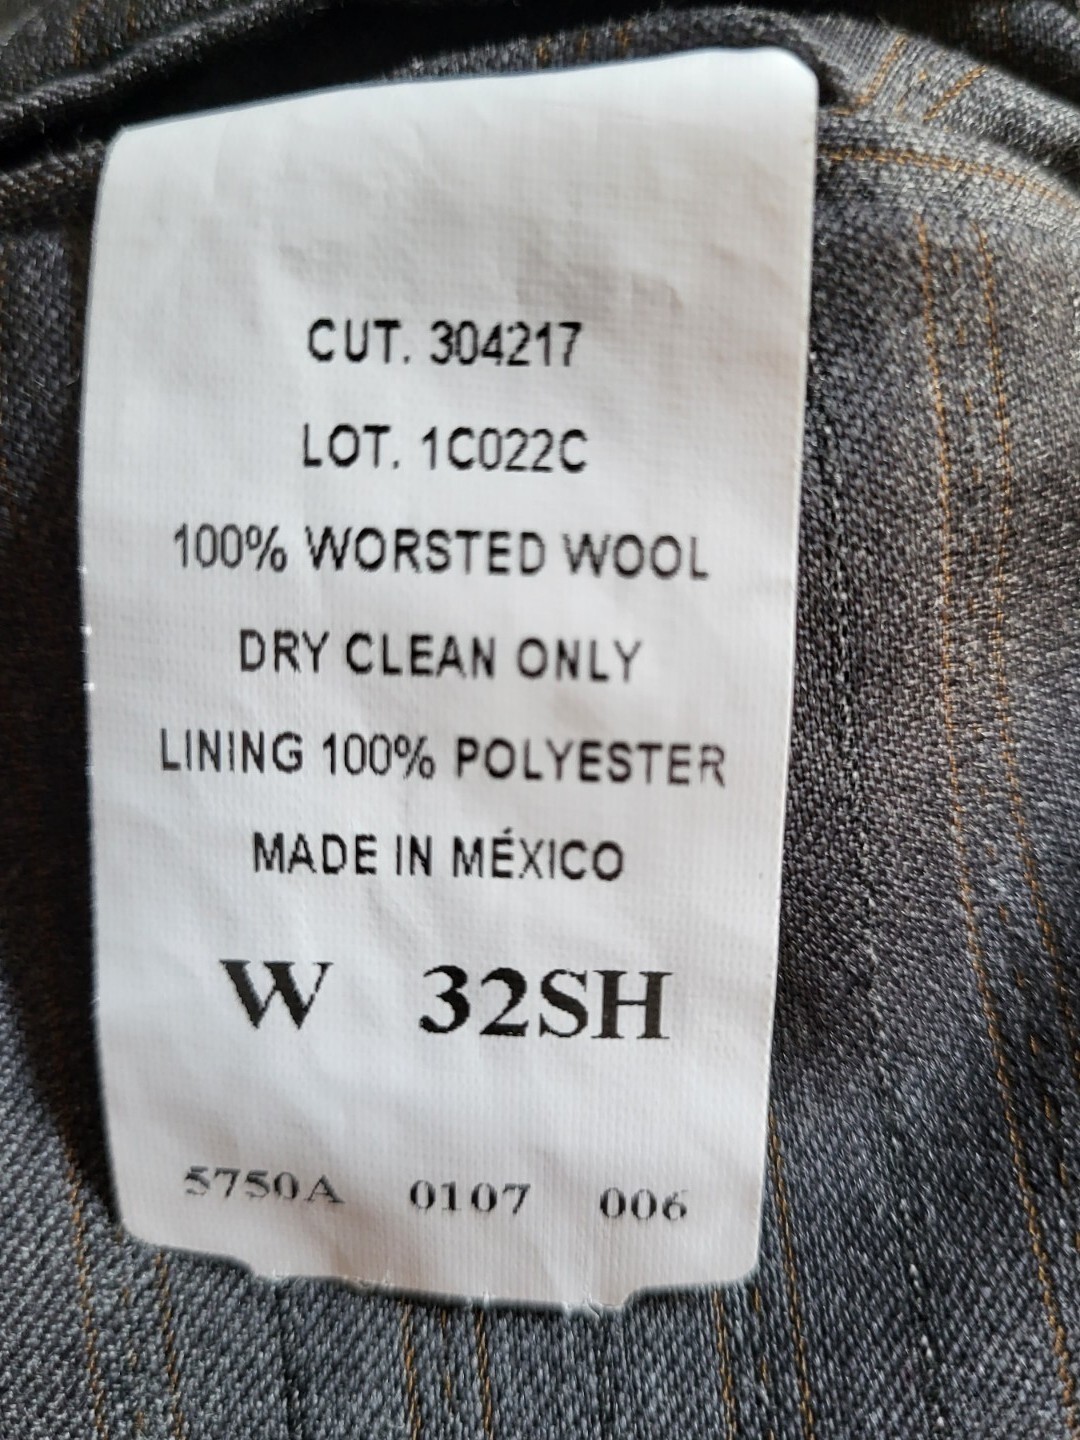 CUT. 304217
LOT. 1C022C
100% WORSTED WOOL
DRY CLEAN ONLY
LINING 100% POLYESTER
MADE IN MÉXICO
W 32SH
5750A 0107 006